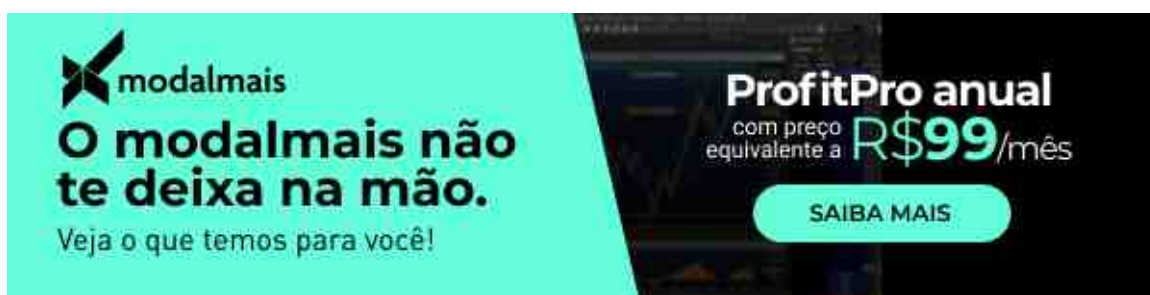 modalmais
O modalmais não
te deixa na mão.
Veja o que temos para você!
ProfitPro anual
com preço
equivalente a R$99/mês
SAIBA MAIS